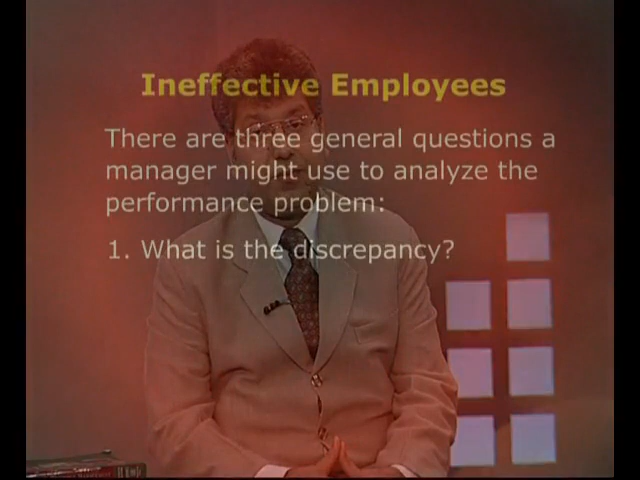 Ineffective Employees
There are three general questions a
manager might use to analyze the
performance problem:
1. What is the discrepancy?